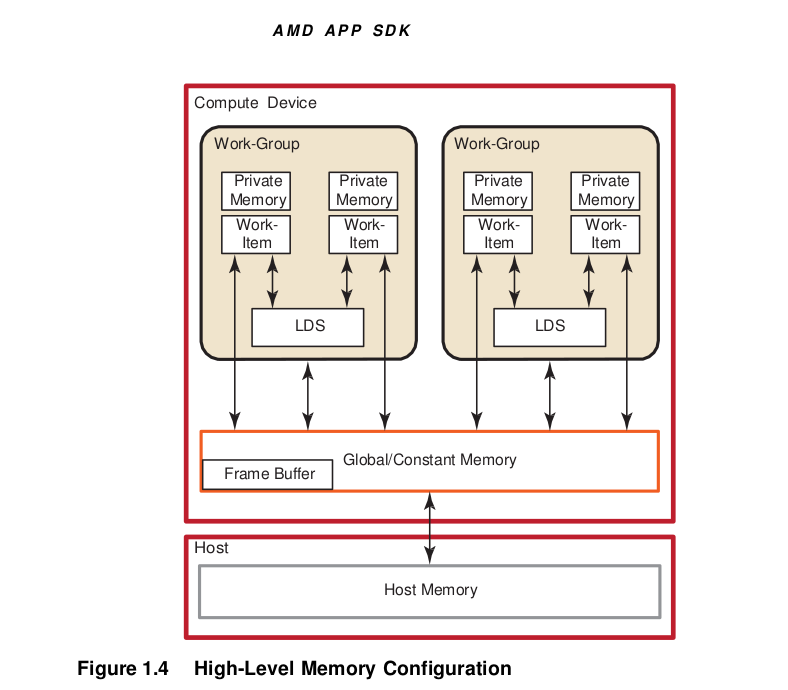 AMD APP SDK
Compute Device
Work-Group
Work-Group
Private
Memory
Private
Memory
Private
Memory
Private
Memory
Work-
Item
Work-
Item
Work-
Item
Work-
Item
LDS
LDS
Global/Constant Memory
Frame Buffer
Host
Host Memory
Figure 1.4 High-Level Memory Configuration